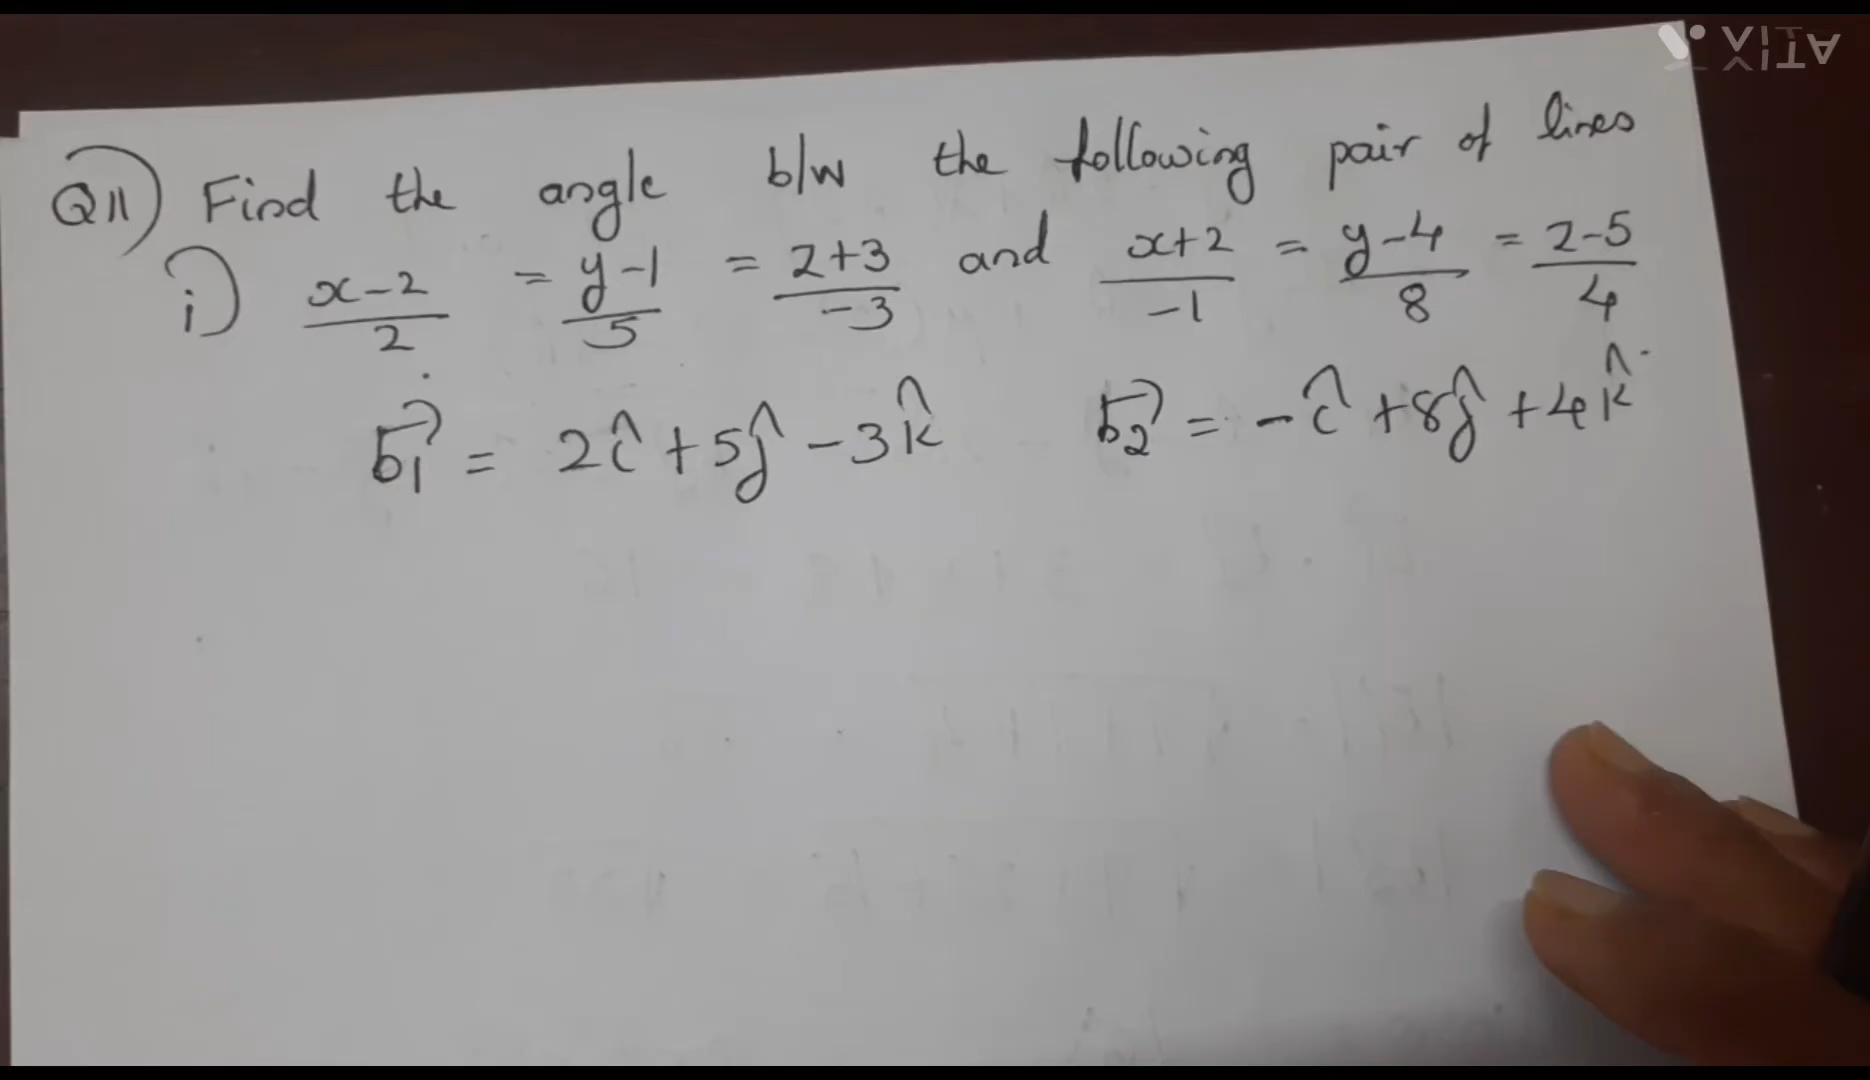 VITA
Q11) Find the angle b/w the following pair of lines
i) x-2/2 = y-1/5 = z+3/-3 and x+2/-1 = y-4/8 = z-5/4
b₁⃗ = 2î + 5ĵ - 3k̂ b₂⃗ = -î + 8ĵ + 4k̂